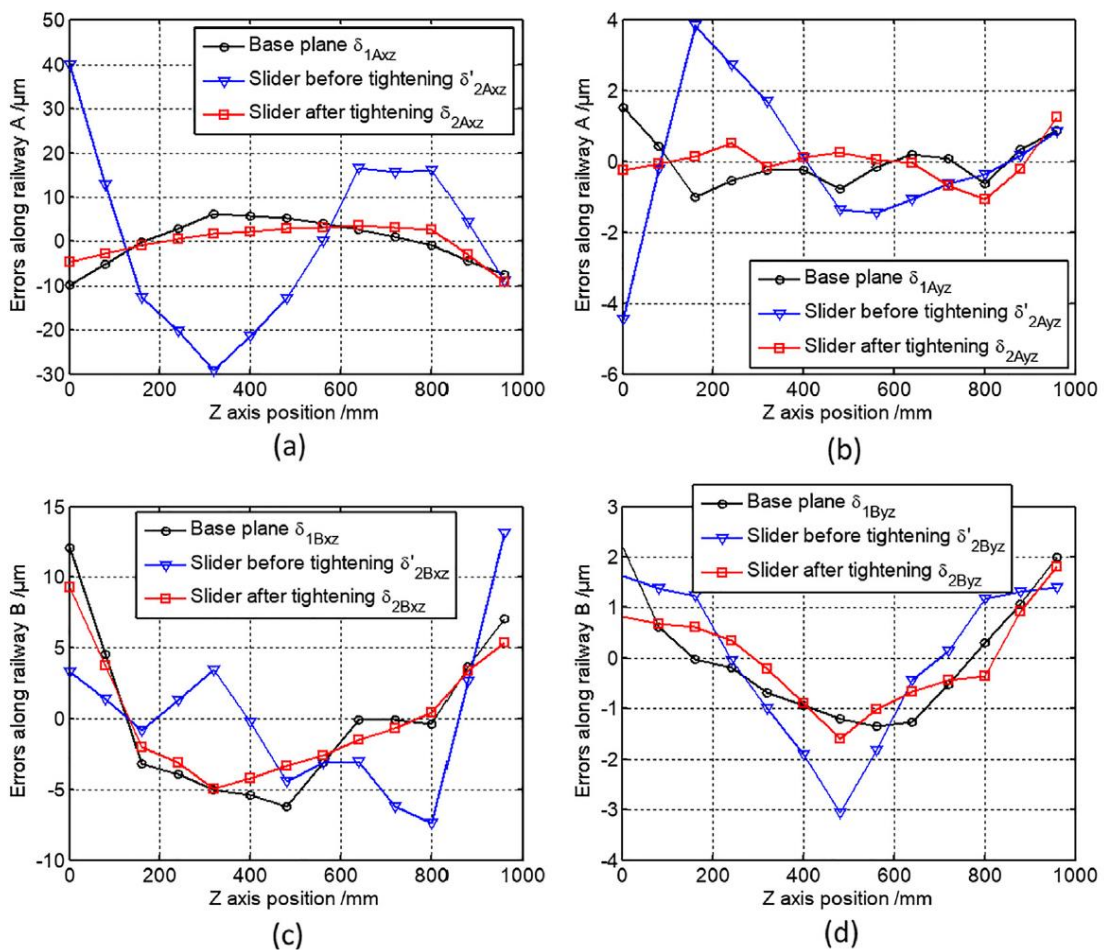 50
40
30
20
10
0
-10
-20
-30
0 200 400 600 800 1000
Errors along railway A /μm
Z axis position /mm
Base plane δ1Axz
Slider before tightening δ'2Axz
Slider after tightening δ2Axz
(a)
4
2
0
-2
-4
-6
0 200 400 600 800 1000
Errors along railway A /μm
Z axis position /mm
Base plane δ1Ayz
Slider before tightening δ'2Ayz
Slider after tightening δ2Ayz
(b)
15
10
5
0
-5
-10
0 200 400 600 800 1000
Errors along railway B /μm
Z axis position /mm
Base plane δ1Bxz
Slider before tightening δ'2Bxz
Slider after tightening δ2Bxz
(c)
3
2
1
0
-1
-2
-3
-4
0 200 400 600 800 1000
Errors along railway B /μm
Z axis position /mm
Base plane δ1Byz
Slider before tightening δ'2Byz
Slider after tightening δ2Byz
(d)